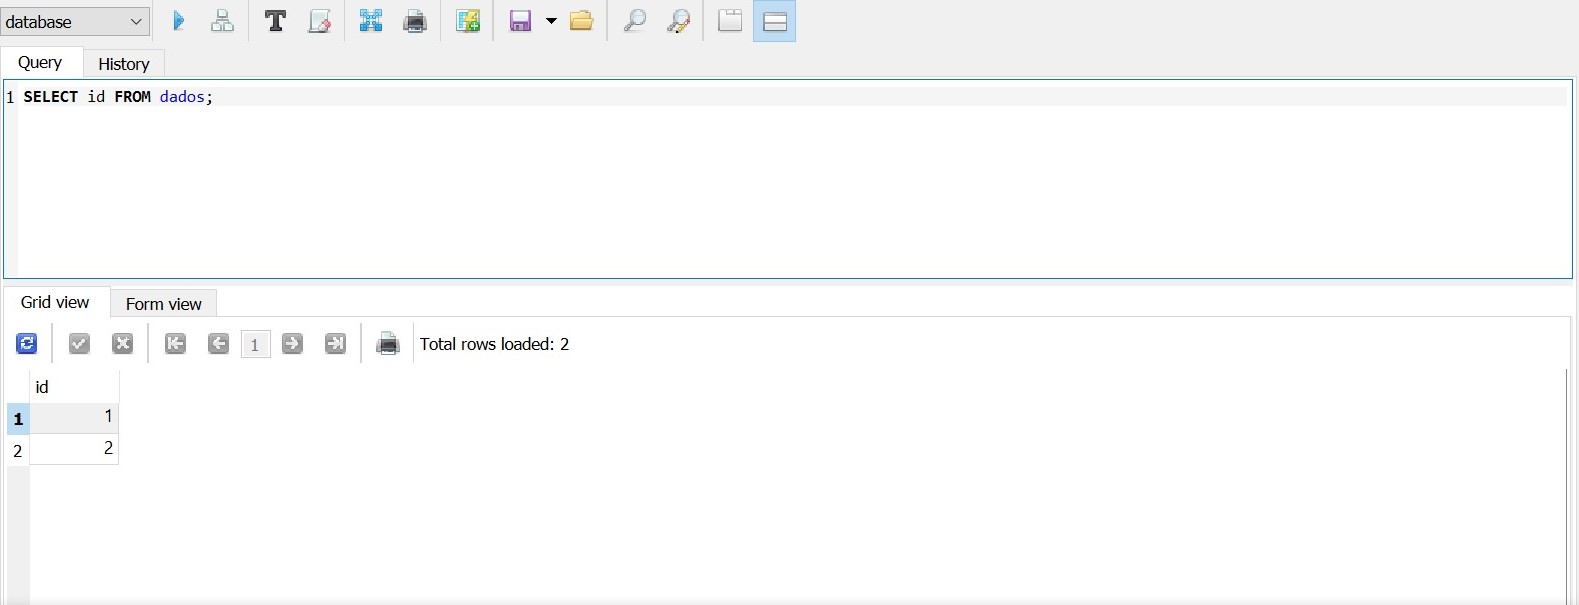 database
Query History
1 SELECT id FROM dados;
Grid view Form view
1 Total rows loaded: 2
id
1 1
2 2